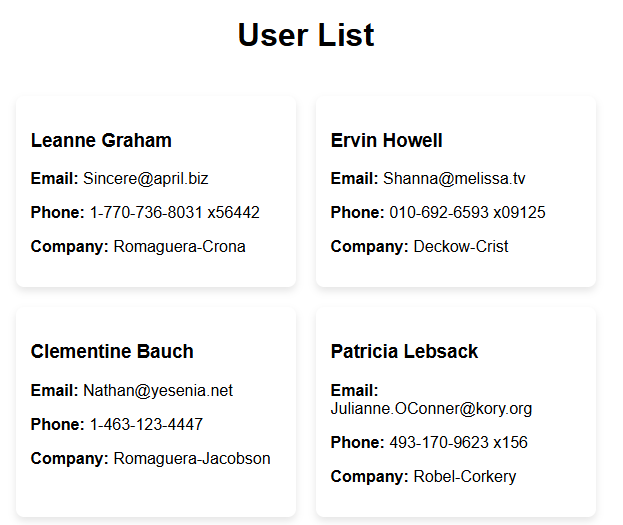 User List
Leanne Graham
Email: Sincere@april.biz
Phone: 1-770-736-8031 x56442
Company: Romaguera-Crona
Ervin Howell
Email: Shanna@melissa.tv
Phone: 010-692-6593 x09125
Company: Deckow-Crist
Clementine Bauch
Email: Nathan@yesenia.net
Phone: 1-463-123-4447
Company: Romaguera-Jacobson
Patricia Lebsack
Email:
Julianne.OConner@kory.org
Phone: 493-170-9623 x156
Company: Robel-Corkery